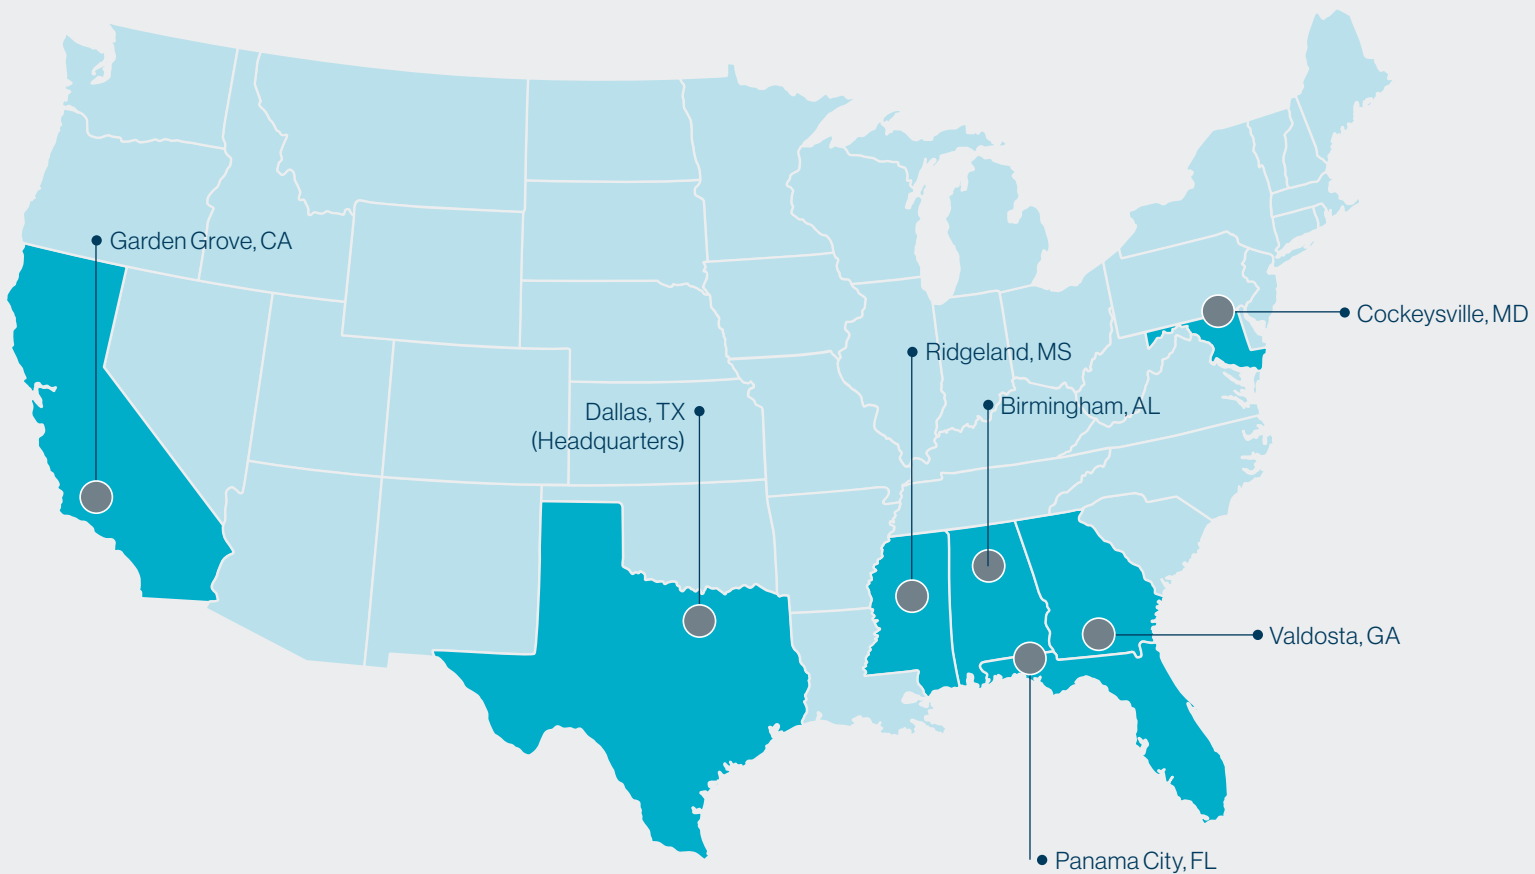 Garden Grove, CA
Cockeysville, MD
Ridgeland, MS
Birmingham, AL
Dallas, TX
(Headquarters)
Valdosta, GA
Panama City, FL